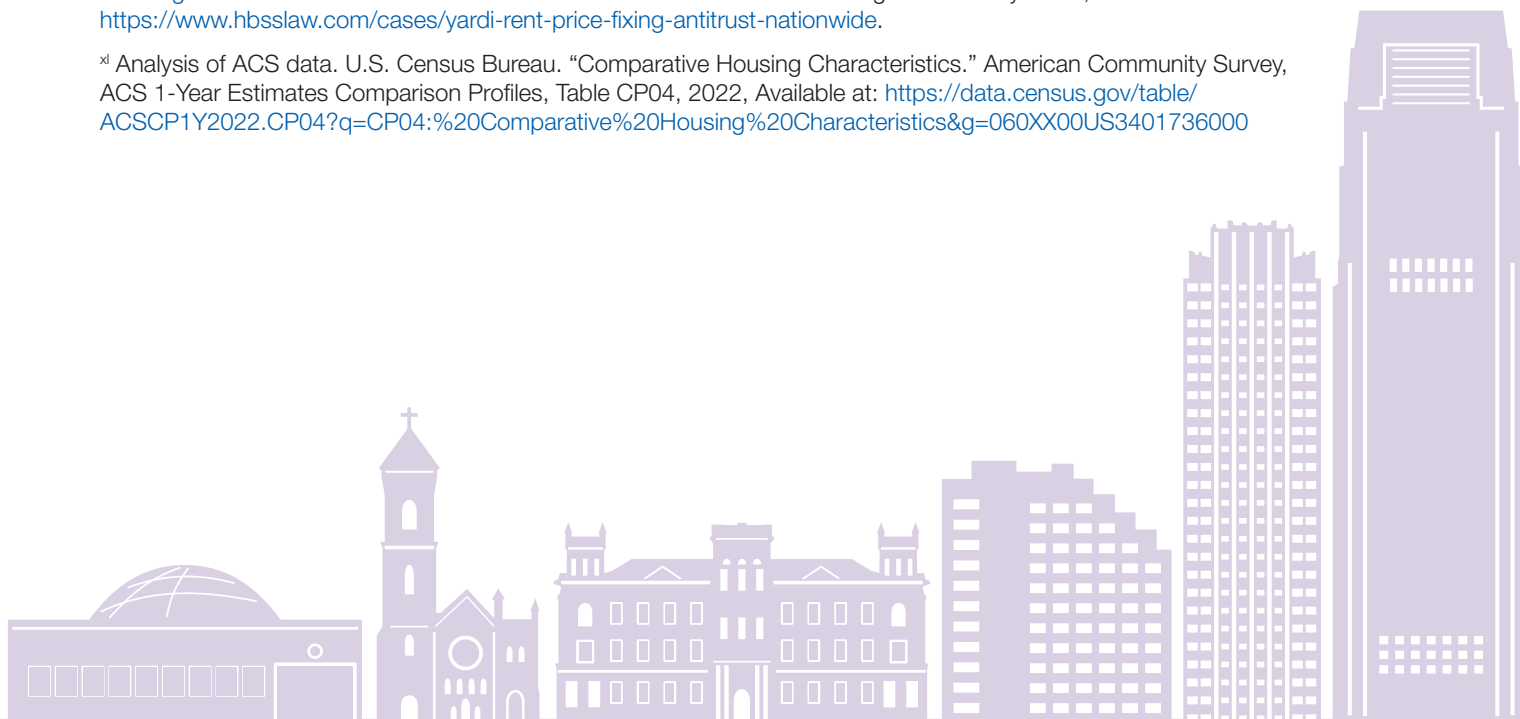 https://www.hbsslaw.com/cases/yardi-rent-price-fixing-antitrust-nationwide.
xl Analysis of ACS data. U.S. Census Bureau. “Comparative Housing Characteristics.” American Community Survey,
ACS 1-Year Estimates Comparison Profiles, Table CP04, 2022, Available at: https://data.census.gov/table/
ACSCP1Y2022.CP04?q=CP04:%20Comparative%20Housing%20Characteristics&g=060XX00US3401736000